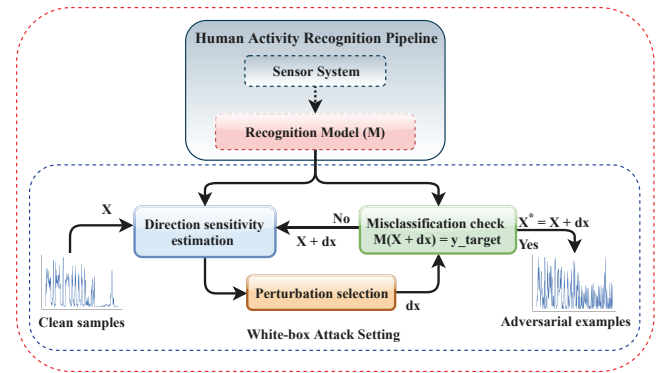 Human Activity Recognition Pipeline
Sensor System
Recognition Model (M)
X
Direction sensitivity
estimation
No
X + dx
Misclassification check
M(X + dx) = y_target
X* = X + dx
Yes
Perturbation selection
dx
Clean samples
Adversarial examples
White-box Attack Setting